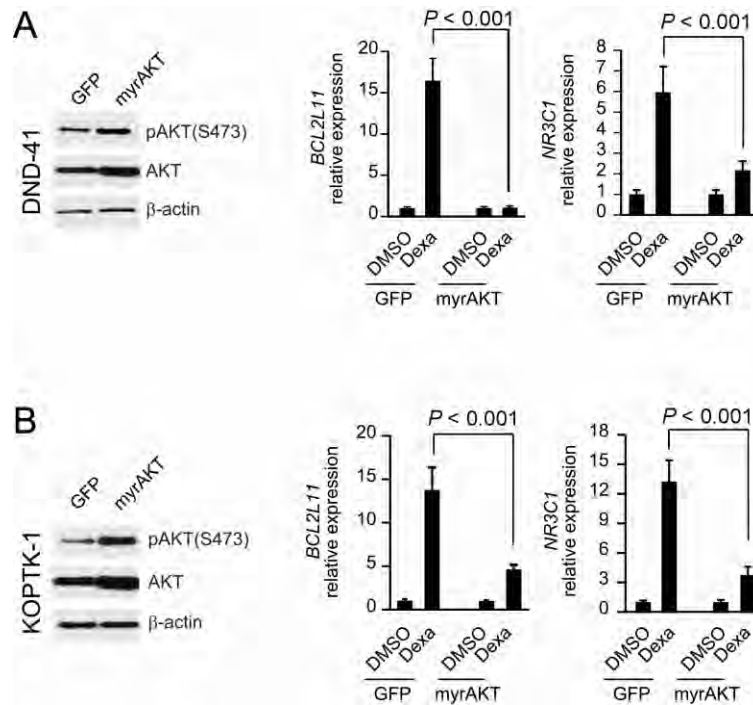 A
DND-41
GFP
myrAKT
pAKT(S473)
AKT
β-actin
BCL2L11
relative expression
P < 0.001
20
15
10
5
0
DMSO
Dexa
DMSO
Dexa
GFP
myrAKT
NR3C1
relative expression
P < 0.001
8
7
6
5
4
3
2
1
0
DMSO
Dexa
DMSO
Dexa
GFP
myrAKT
B
KOPTK-1
GFP
myrAKT
pAKT(S473)
AKT
β-actin
BCL2L11
relative expression
P < 0.001
20
15
10
5
0
DMSO
Dexa
DMSO
Dexa
GFP
myrAKT
NR3C1
relative expression
P < 0.001
18
15
12
9
6
3
0
DMSO
Dexa
DMSO
Dexa
GFP
myrAKT